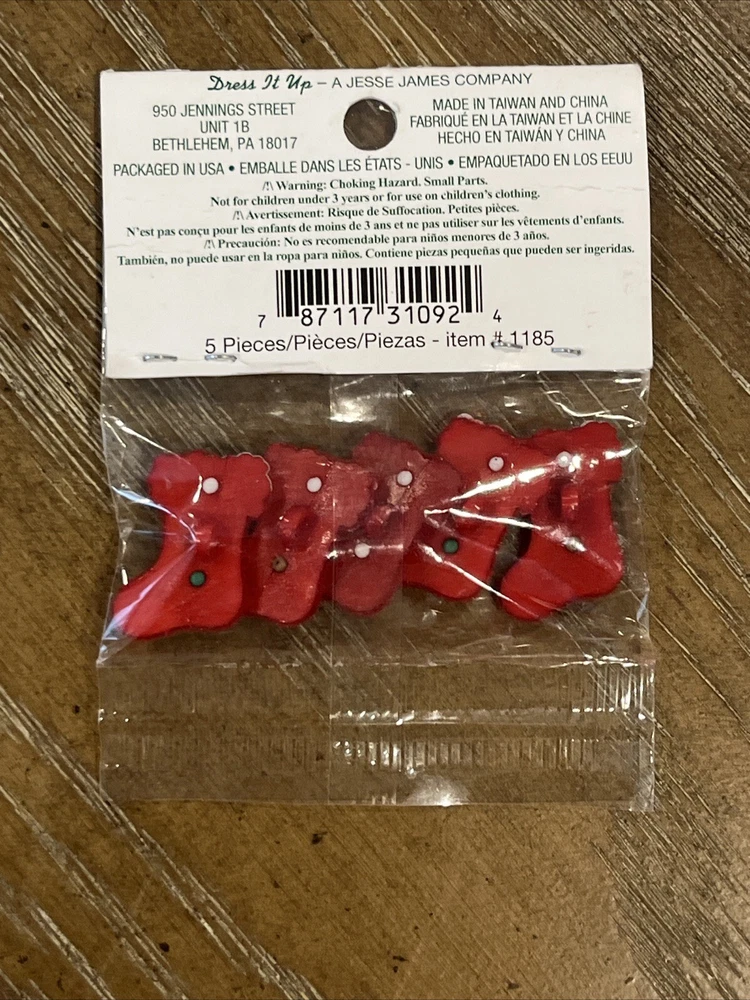 Dress It Up – A JESSE JAMES COMPANY
950 JENNINGS STREET
UNIT 1B
BETHLEHEM, PA 18017
MADE IN TAIWAN AND CHINA
FABRIQUÉ EN LA TAIWAN ET LA CHINE
HECHO EN TAIWÁN Y CHINA
PACKAGED IN USA • EMBALLE DANS LES ÉTATS - UNIS • EMPAQUETADO EN LOS EEUU
/!\ Warning: Choking Hazard. Small Parts.
Not for children under 3 years or for use on children's clothing.
/!\ Avertissement: Risque de Suffocation. Petites pièces.
N'est pas conçu pour les enfants de moins de 3 ans et ne pas utiliser sur les vêtements d'enfants.
/!\ Precaución: No es recomendable para niños menores de 3 años.
También, no puede usar en la ropa para niños. Contiene piezas pequeñas que pueden ser ingeridas.
7 87117 31092 4
5 Pieces/Pièces/Piezas - item # 1185